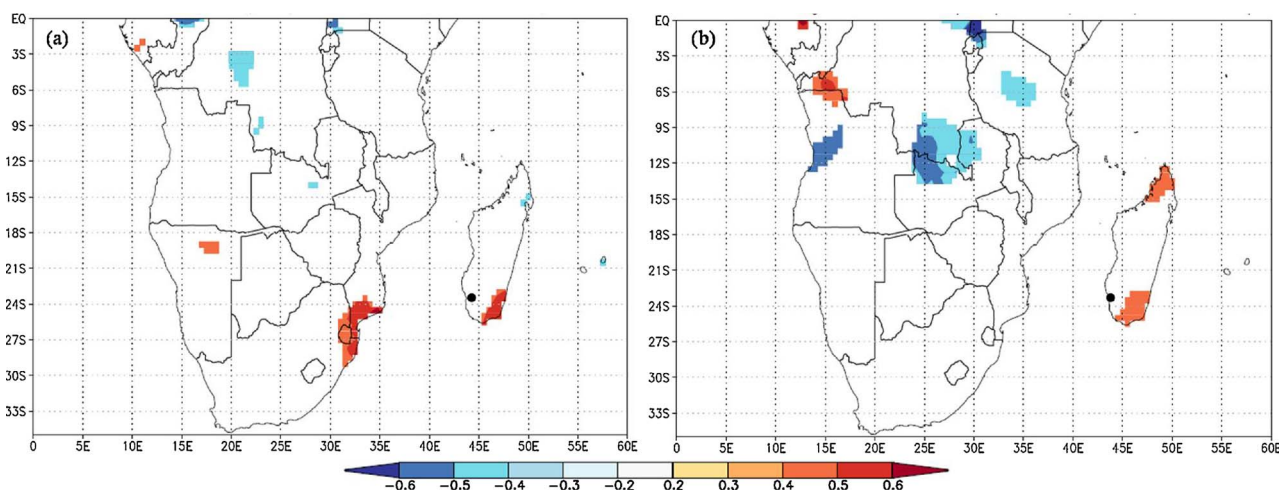 (a)
EQ
3S
6S
9S
12S
15S
18S
21S
24S
27S
30S
33S
0 5E 10E 15E 20E 25E 30E 35E 40E 45E 50E 55E 60E
(b)
EQ
3S
6S
9S
12S
15S
18S
21S
24S
27S
30S
33S
0 5E 10E 15E 20E 25E 30E 35E 40E 45E 50E 55E 60E
-0.6 -0.5 -0.4 -0.3 -0.2 0.2 0.3 0.4 0.5 0.6